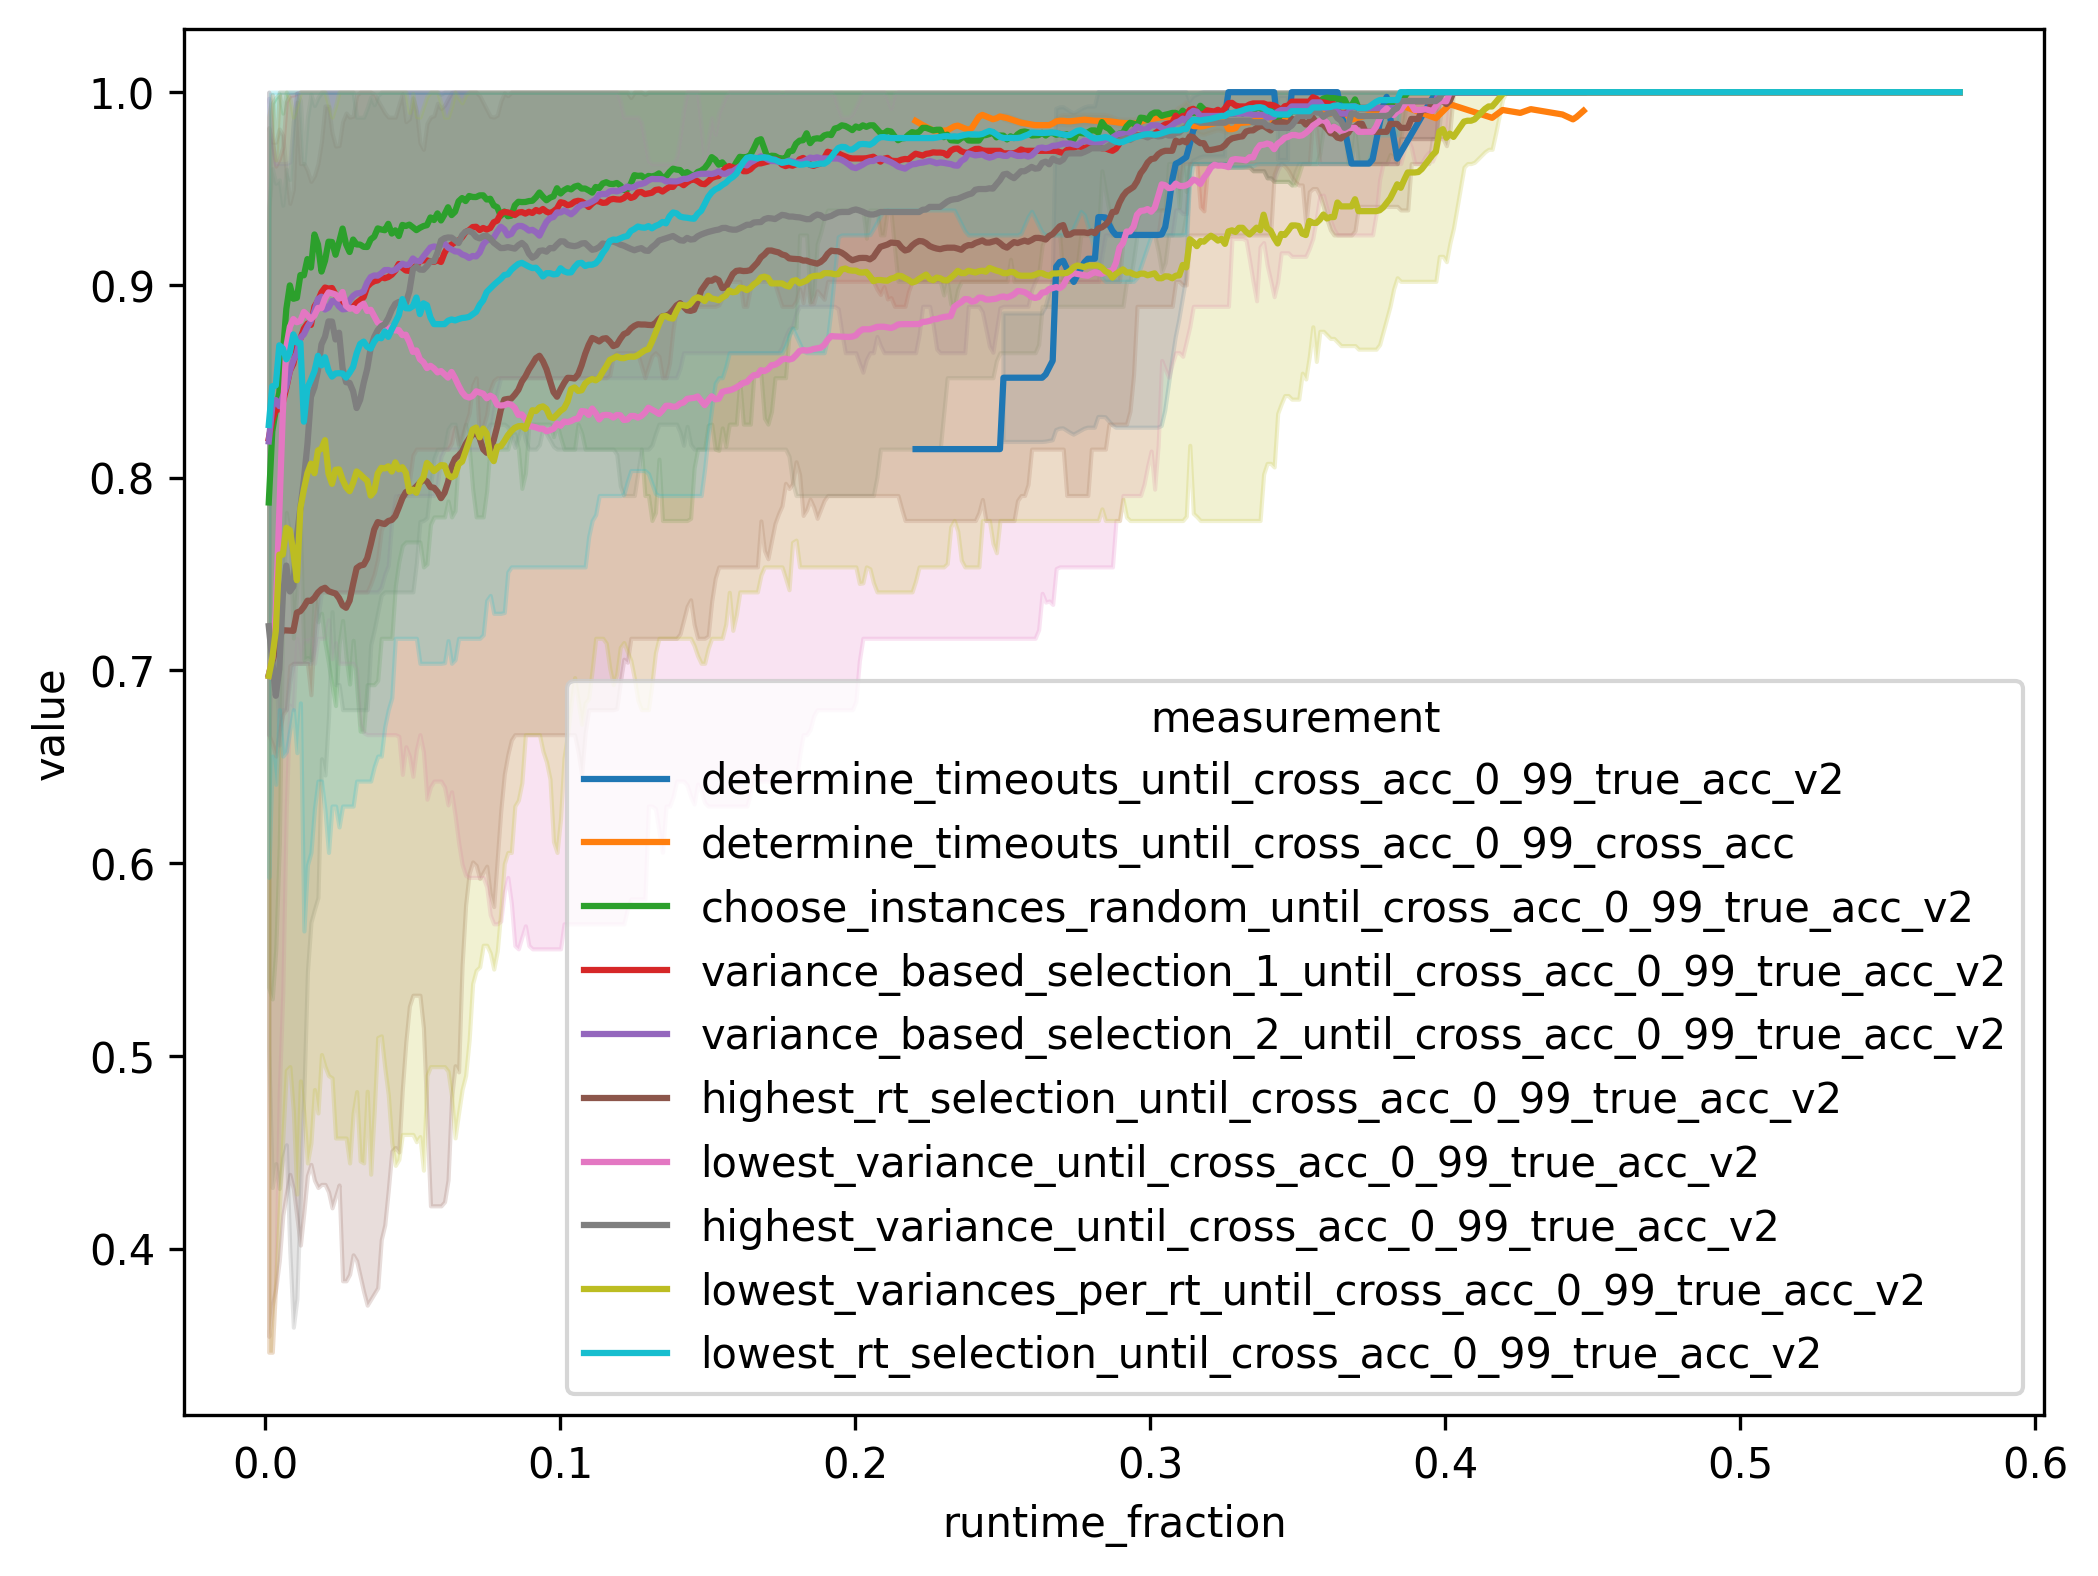 1.0
0.9
0.8
0.7
0.6
0.5
0.4
value
measurement
determine_timeouts_until_cross_acc_0_99_true_acc_v2
determine_timeouts_until_cross_acc_0_99_cross_acc
choose_instances_random_until_cross_acc_0_99_true_acc_v2
variance_based_selection_1_until_cross_acc_0_99_true_acc_v2
variance_based_selection_2_until_cross_acc_0_99_true_acc_v2
highest_rt_selection_until_cross_acc_0_99_true_acc_v2
lowest_variance_until_cross_acc_0_99_true_acc_v2
highest_variance_until_cross_acc_0_99_true_acc_v2
lowest_variances_per_rt_until_cross_acc_0_99_true_acc_v2
lowest_rt_selection_until_cross_acc_0_99_true_acc_v2
0.0 0.1 0.2 0.3 0.4 0.5 0.6
runtime_fraction